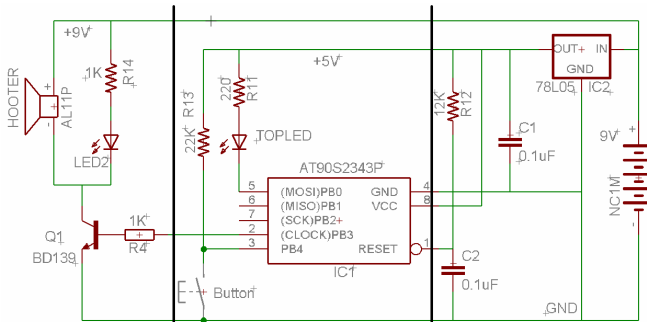 +9V
HOOTER
+
-
AL11P
1K
R14
LED2
Q1
BD139
1K
R4
R13
22K
220
R11
TOPLED
+5V
AT90S2343P
5 (MOSI)PB0 GND 4
6 (MISO)PB1 VCC 8
7 (SCK)PB2+
2 (CLOCK)PB3
3 PB4 RESET 1
IC1
Button
12K
R12
C1
0.1uF
C2
0.1uF
OUT+ IN
GND
78L05 IC2
9V
+
NC1M
-
GND